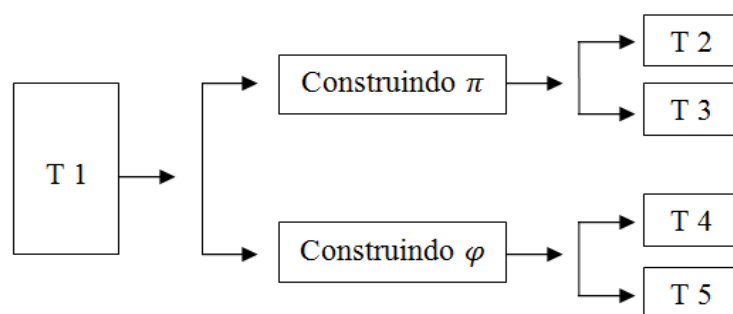 T 1
Construindo π
T 2
T 3
Construindo φ
T 4
T 5